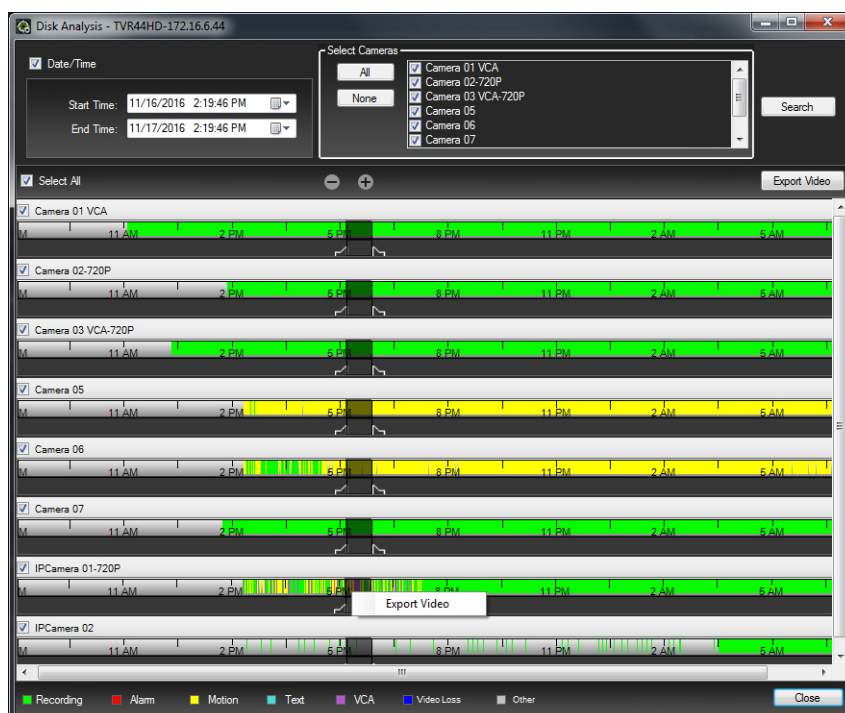 Disk Analysis - TVR44HD-172.16.6.44
Date/Time
Start Time: 11/16/2016 2:19:46 PM
End Time: 11/17/2016 2:19:46 PM
Select Cameras
All
None
Camera 01 VCA
Camera 02-720P
Camera 03 VCA-720P
Camera 05
Camera 06
Camera 07
Search
Select All
Export Video
Camera 01 VCA
M 11 AM 2 PM 5 PM 8 PM 11 PM 2 AM 5 AM
Camera 02-720P
M 11 AM 2 PM 5 PM 8 PM 11 PM 2 AM 5 AM
Camera 03 VCA-720P
M 11 AM 2 PM 5 PM 8 PM 11 PM 2 AM 5 AM
Camera 05
M 11 AM 2 PM 5 PM 8 PM 11 PM 2 AM 5 AM
Camera 06
M 11 AM 2 PM 5 PM 8 PM 11 PM 2 AM 5 AM
Camera 07
M 11 AM 2 PM 5 PM 8 PM 11 PM 2 AM 5 AM
IPCamera 01-720P
M 11 AM 2 PM 5 PM 8 PM 11 PM 2 AM 5 AM
Export Video
IPCamera 02
M 11 AM 2 PM 5 PM 8 PM 11 PM 2 AM 5 AM
Recording Alarm Motion Text VCA Video Loss Other
Close